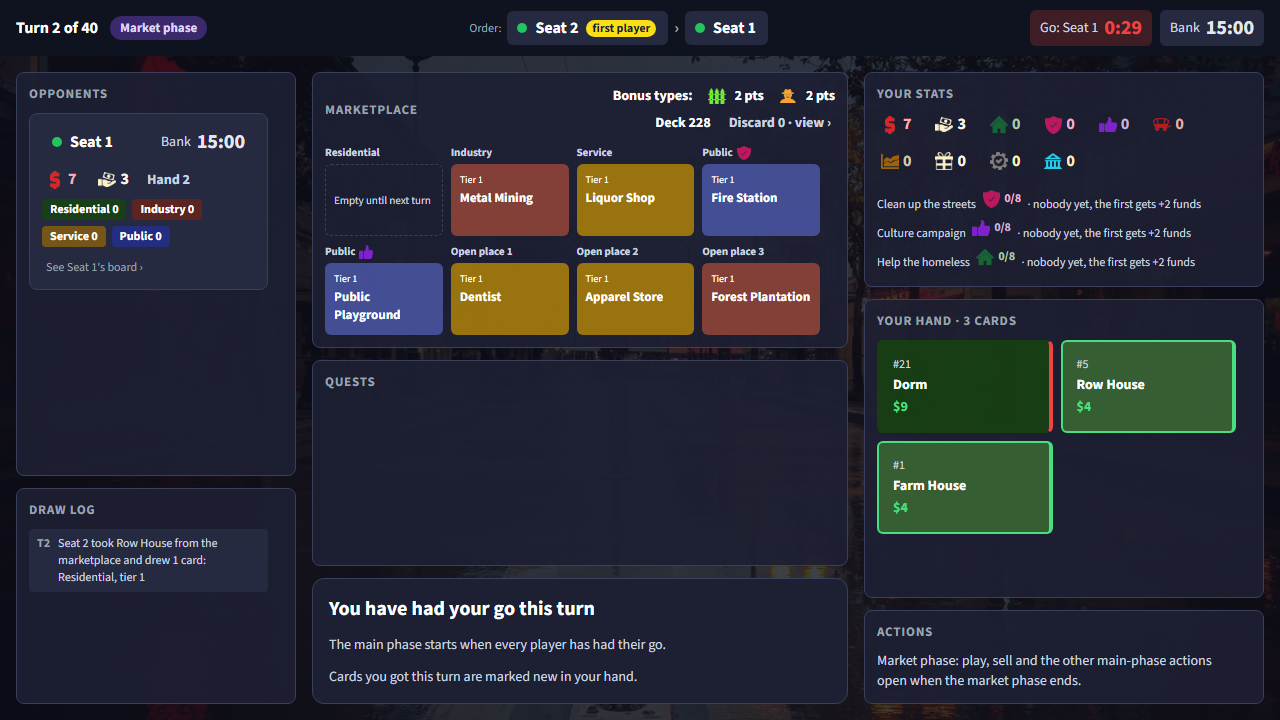 Turn 2 of 40
Market phase
Order:
Seat 2
first player
›
Seat 1
Go: Seat 1 0:29
Bank 15:00
OPPONENTS
Seat 1
Bank 15:00
7
3
Hand 2
Residential 0
Industry 0
Service 0
Public 0
See Seat 1's board ›
DRAW LOG
T2
Seat 2 took Row House from the
marketplace and drew 1 card:
Residential, tier 1
MARKETPLACE
Bonus types: 2 pts 2 pts
Deck 228 Discard 0 · view ›
Residential
Industry
Service
Public
Empty until next turn
Tier 1
Metal Mining
Tier 1
Liquor Shop
Tier 1
Fire Station
Public
Open place 1
Open place 2
Open place 3
Tier 1
Public
Playground
Tier 1
Dentist
Tier 1
Apparel Store
Tier 1
Forest Plantation
QUESTS
You have had your go this turn
The main phase starts when every player has had their go.
Cards you got this turn are marked new in your hand.
YOUR STATS
7 3 0 0 0 0
0 0 0 0
Clean up the streets 0/8 · nobody yet, the first gets +2 users
Culture campaign 0/8 · nobody yet, the first gets +2 users
Help the homeless 0/8 · nobody yet, the first gets +2 users
YOUR HAND · 3 CARDS
#21
Dorm
$9
#5
Row House
$4
#1
Farm House
$4
ACTIONS
Market phase: play, sell and the other main-phase actions
open when the market phase ends.